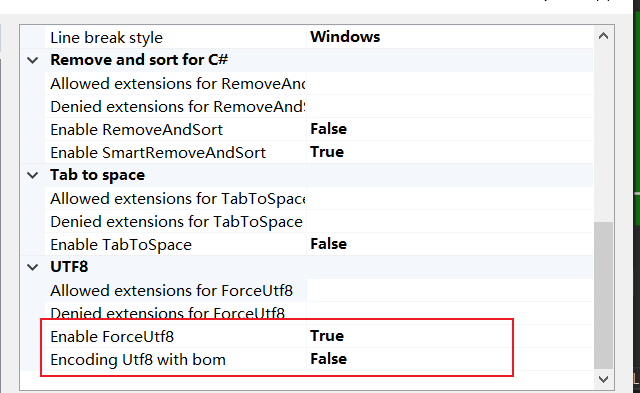 Line break style Windows
Remove and sort for C#
Allowed extensions for RemoveAnd
Denied extensions for RemoveAnd
Enable RemoveAndSort False
Enable SmartRemoveAndSort True
Tab to space
Allowed extensions for TabToSpace
Denied extensions for TabToSpace
Enable TabToSpace False
UTF8
Allowed extensions for ForceUtf8
Denied extensions for ForceUtf8
Enable ForceUtf8 True
Encoding Utf8 with bom False